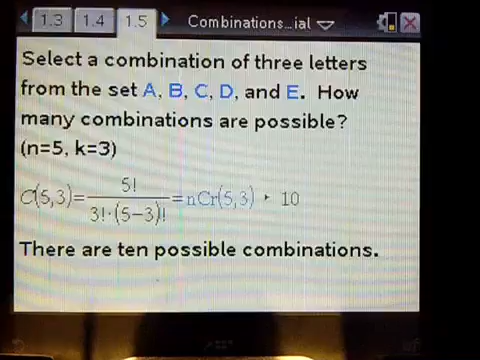 1.3 1.4 1.5 Combinations...ial
Select a combination of three letters
from the set A, B, C, D, and E. How
many combinations are possible?
(n=5, k=3)
C(5,3)=5!/(3!·(5−3)!)=nCr(5,3) ▸ 10
There are ten possible combinations.